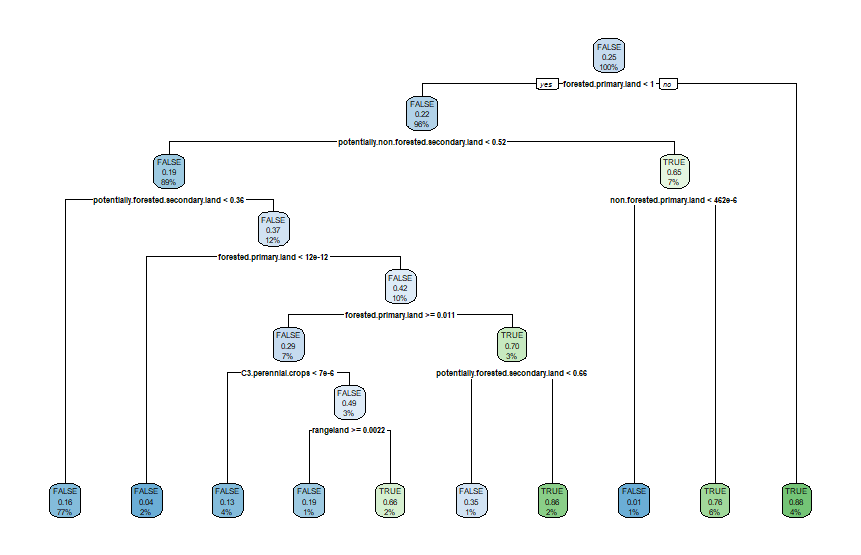 FALSE
0.25
100%
yes forested.primary.land < 1 no
FALSE
0.22
96%
potentially.non.forested.secondary.land < 0.52
FALSE
0.19
89%
TRUE
0.65
7%
potentially.forested.secondary.land < 0.36
non.forested.primary.land < 462e-6
FALSE
0.37
12%
forested.primary.land < 12e-12
FALSE
0.42
10%
forested.primary.land >= 0.011
FALSE
0.29
7%
TRUE
0.70
3%
C3.perennial.crops < 7e-6
potentially.forested.secondary.land < 0.66
FALSE
0.49
3%
rangeland >= 0.0022
FALSE
0.16
77%
FALSE
0.04
2%
FALSE
0.13
4%
FALSE
0.19
1%
TRUE
0.66
2%
FALSE
0.35
1%
TRUE
0.86
2%
FALSE
0.01
1%
TRUE
0.76
6%
TRUE
0.88
4%